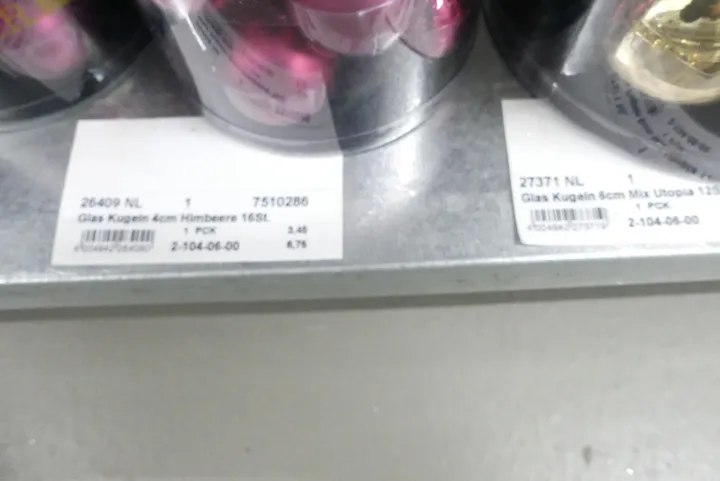 26409 NL 1 7510286
Glas Kugeln 4cm Himbeere 16St.
1 PCK 3,45
2-104-06-00 6,75
27371 NL 1
Glas Kugeln 6cm Mix Utopia 12S
1 PCK
2-104-06-00